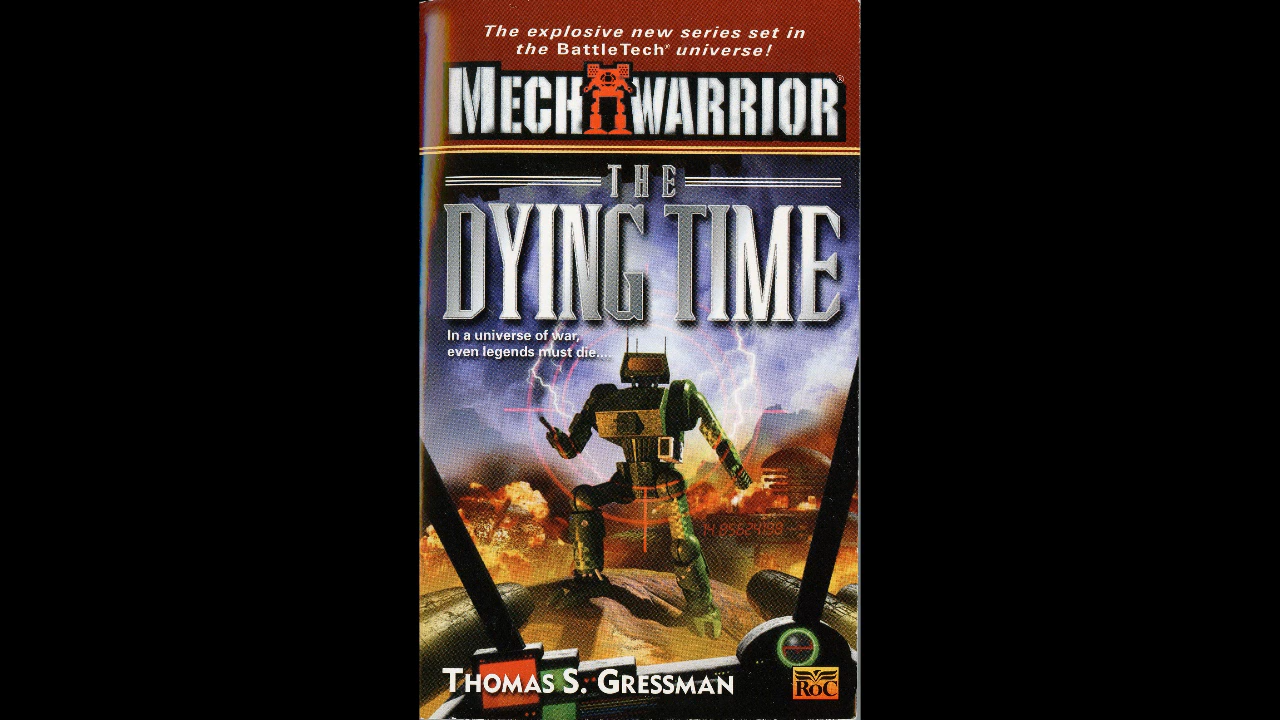 The explosive new series set in
the BattleTech® universe!
MECHWARRIOR®
THE
DYING TIME
In a universe of war,
even legends must die....
THOMAS S. GRESSMAN
ROC